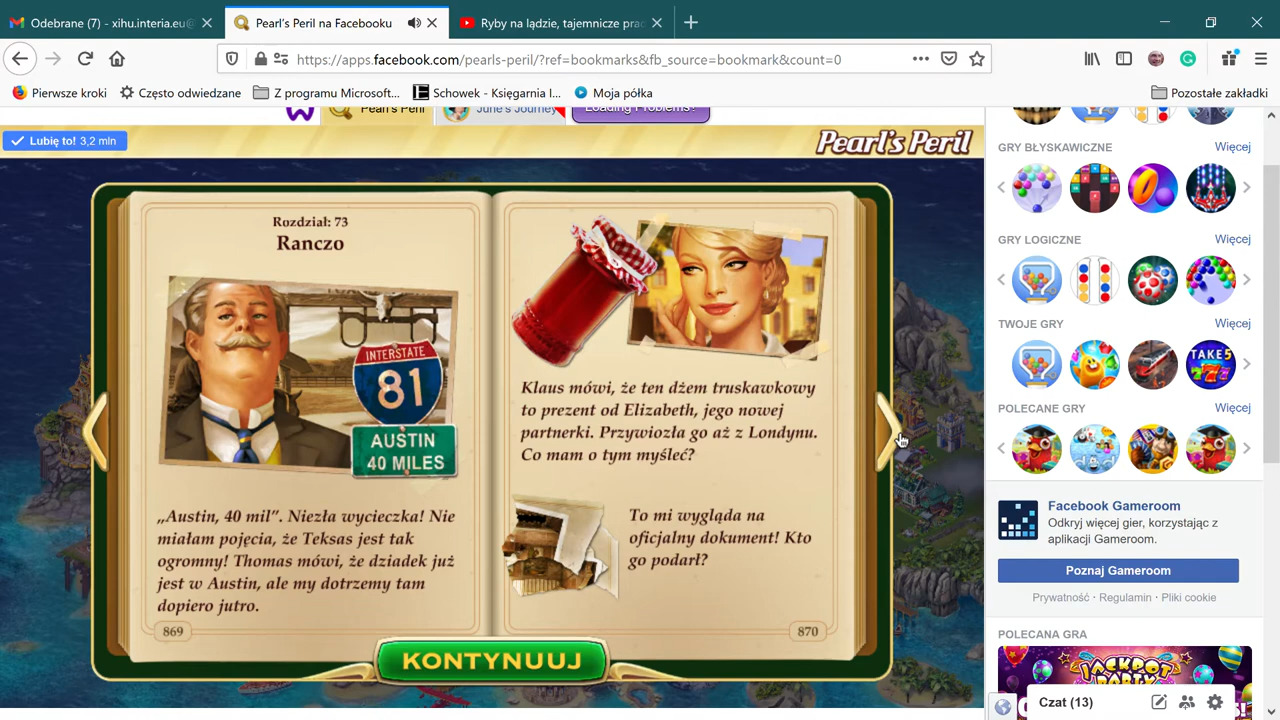 Odebrane (7) - xihu.interia.eu@
Pearl's Peril na Facebooku
Ryby na lądzie, tajemnicze prac
https://apps.facebook.com/pearls-peril/?ref=bookmarks&fb_source=bookmark&count=0
Pierwsze kroki
Często odwiedzane
Z programu Microsoft...
Schowek - Księgarnia I...
Moja półka
Pozostałe zakładki
Pearl's Peril
June's Journey
Loading Problems?
Lubię to! 3,2 mln
Pearl's Peril
Rozdział: 73
Ranczo
INTERSTATE
81
AUSTIN
40 MILES
„Austin, 40 mil”. Niezła wycieczka! Nie
miałam pojęcia, że Teksas jest tak
ogromny! Thomas mówi, że dziadek już
jest w Austin, ale my dotrzemy tam
dopiero jutro.
869
Klaus mówi, że ten dżem truskawkowy
to prezent od Elizabeth, jego nowej
partnerki. Przywiozła go aż z Londynu.
Co mam o tym myśleć?
To mi wygląda na
oficjalny dokument! Kto
go podarł?
870
KONTYNUUJ
GRY BŁYSKAWICZNE
Więcej
GRY LOGICZNE
Więcej
TWOJE GRY
Więcej
TAKE5
777
POLECANE GRY
Więcej
Facebook Gameroom
Odkryj więcej gier, korzystając z
aplikacji Gameroom.
Poznaj Gameroom
Prywatność · Regulamin · Pliki cookie
POLECANA GRA
JACKPOT
PARTY
Czat (13)